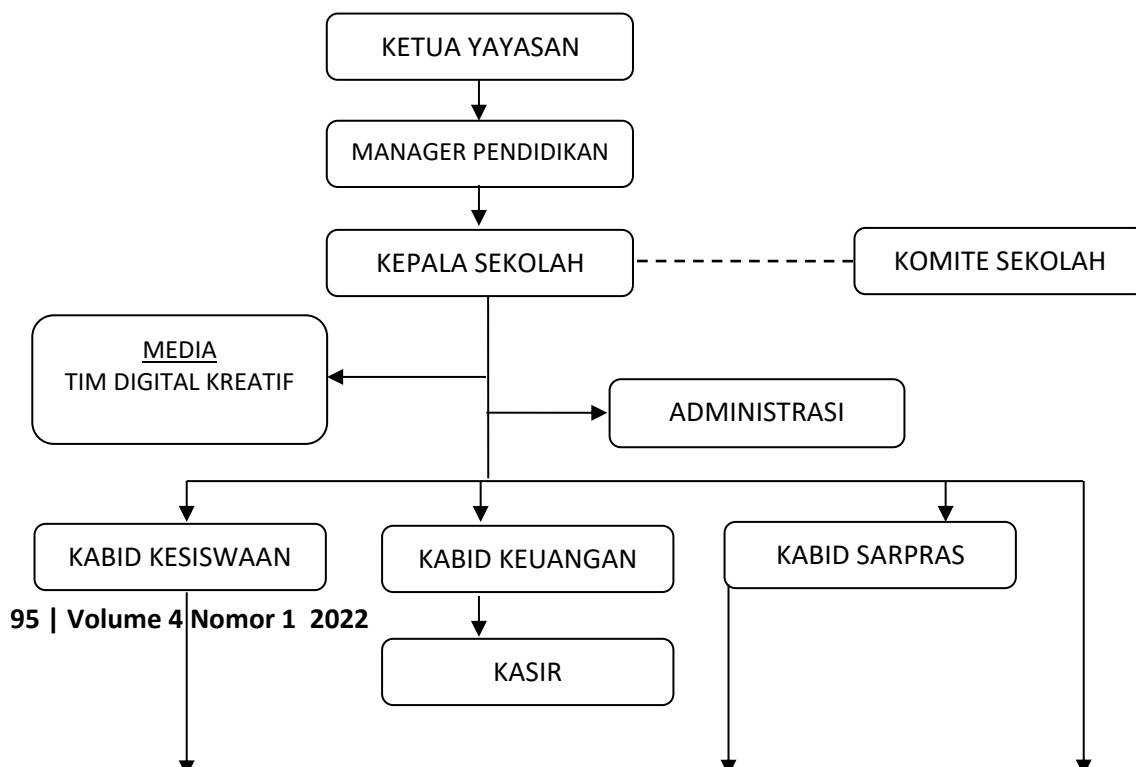 KETUA YAYASAN
MANAGER PENDIDIKAN
KEPALA SEKOLAH
KOMITE SEKOLAH
MEDIA
TIM DIGITAL KREATIF
ADMINISTRASI
KABID KESISWAAN
KABID KEUANGAN
KABID SARPRAS
95 | Volume 4 Nomor 1 2022
KASIR